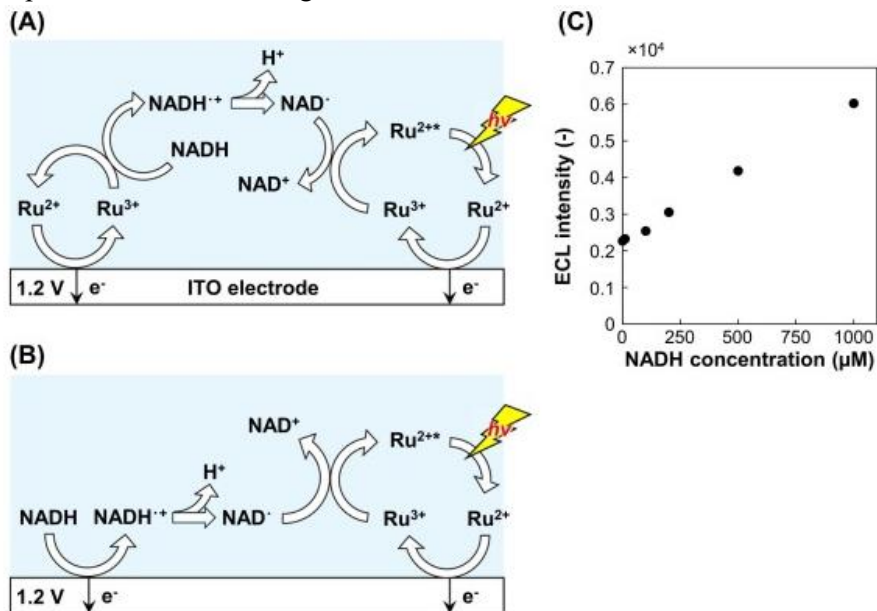 (A)
H⁺
NADH·⁺ NAD·
NADH
Ru²⁺* hν
NAD⁺
Ru²⁺ Ru³⁺ Ru³⁺ Ru²⁺
1.2 V e⁻ ITO electrode e⁻
(B)
NAD⁺ Ru²⁺* hν
H⁺
NADH NADH·⁺ NAD· Ru³⁺ Ru²⁺
1.2 V e⁻ e⁻
(C)
×10⁴
0.7
0.6
0.5
0.4
0.3
0.2
0.1
0
ECL intensity (-)
0 250 500 750 1000
NADH concentration (µM)